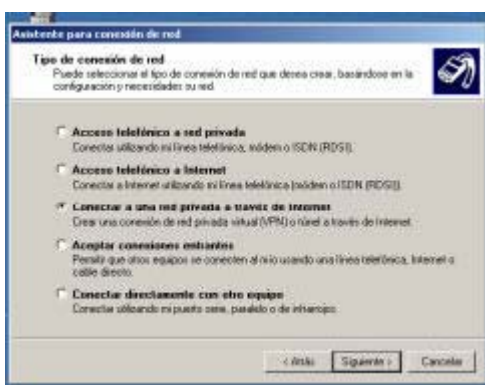 Asistente para conexión de red
Tipo de conexión de red
Puede seleccionar el tipo de conexión de red que desea crear, basándose en la
configuración y necesidades su red.
Acceso telefónico a red privada
Conectar utilizando mi línea telefónica, módem o ISDN (RDSI).
Acceso telefónico a Internet
Conectar a Internet utilizando mi línea telefónica (módem o ISDN (RDSI)).
Conectar a una red privada a través de Internet
Crear una conexión de red privada virtual (VPN) o túnel a través de Internet
Aceptar conexiones entrantes
Permitir que otros equipos se conecten al mío usando una línea telefónica, Internet o
cable directo.
Conectar directamente con otro equipo
Conectar utilizando mi puerto serie, paralelo o de infrarrojos.
< Atrás
Siguiente >
Cancelar